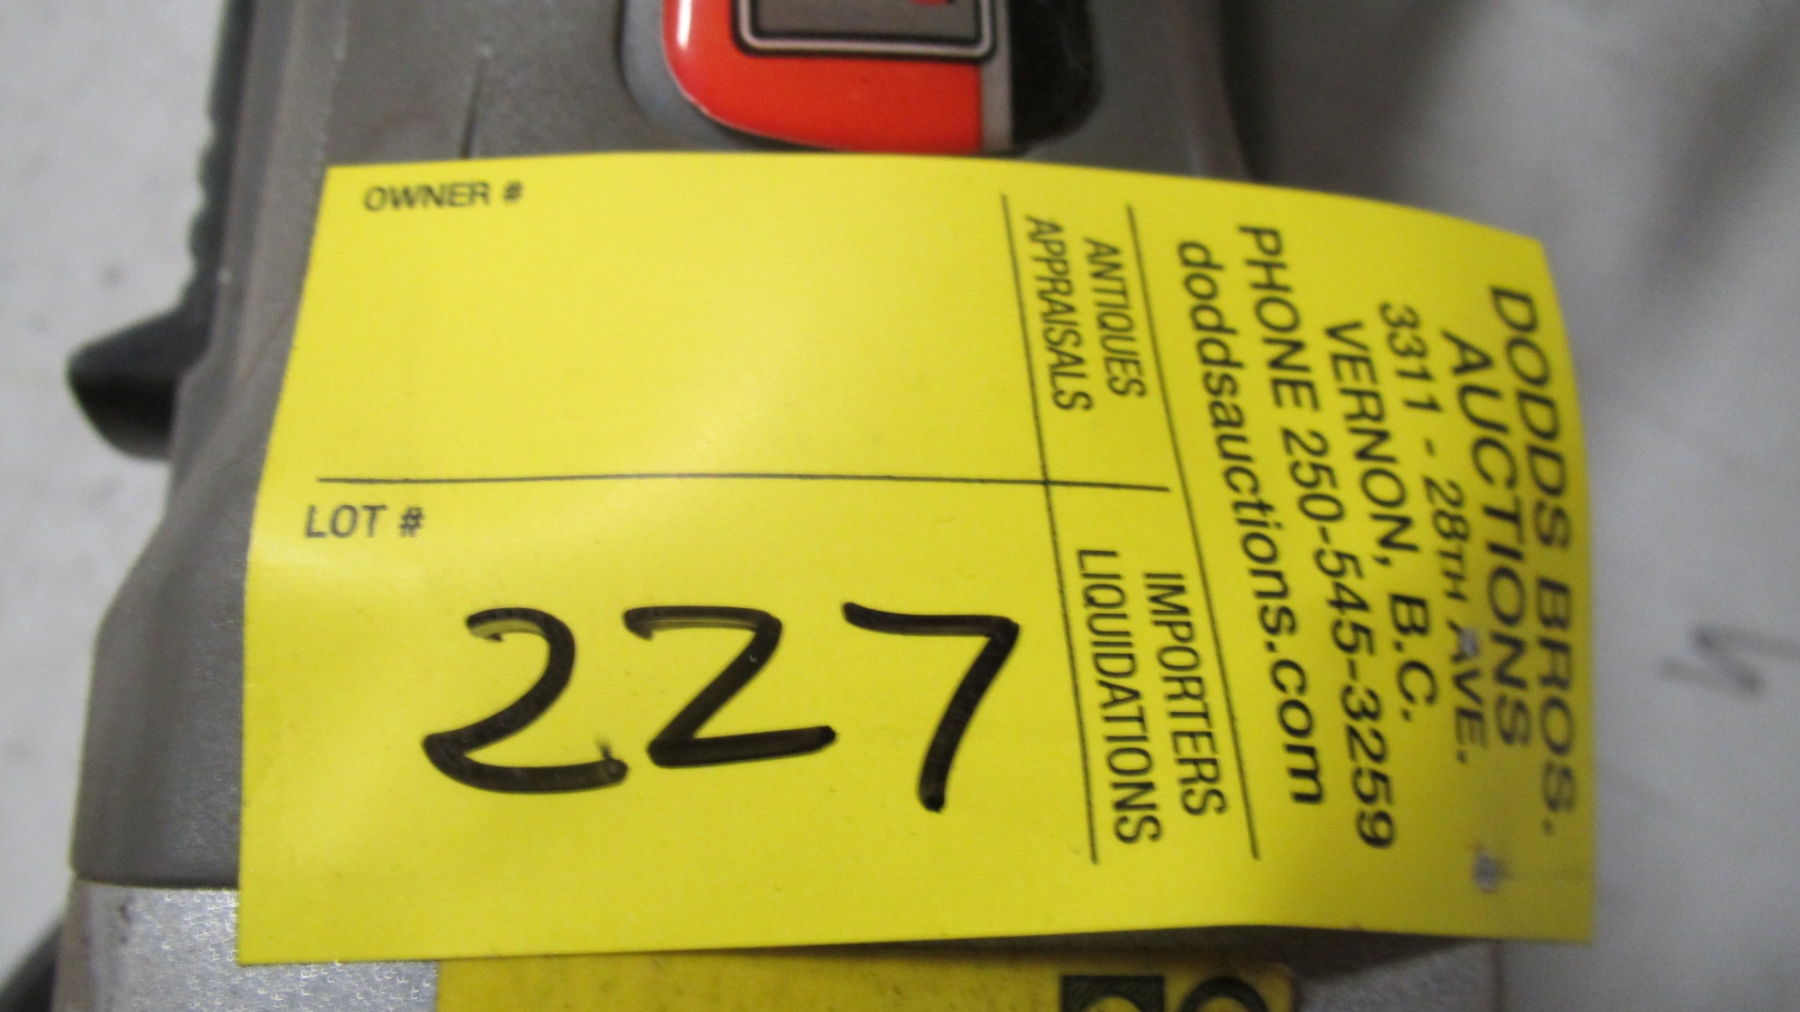 DODDS BROS.
AUCTIONS
3311 - 28TH AVE.
VERNON, B.C.
PHONE 250-545-3259
doddsauctions.com
ANTIQUES
APPRAISALS
IMPORTERS
LIQUIDATIONS
OWNER #
LOT #
227